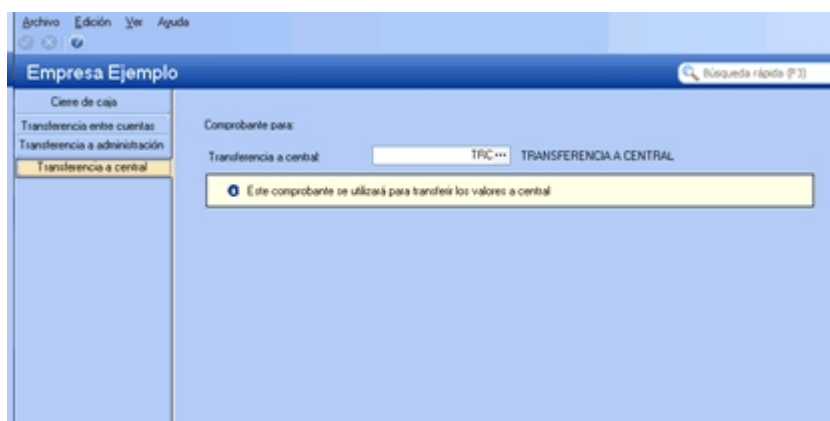 Archivo Edición Ver Ayuda
Empresa Ejemplo
Búsqueda rápida (F3)
Cierre de caja
Transferencia entre cuentas
Transferencia a administración
Transferencia a central
Comprobante para:
Transferencia a central: TRC... TRANSFERENCIA A CENTRAL
Este comprobante se utilizará para transferir los valores a central